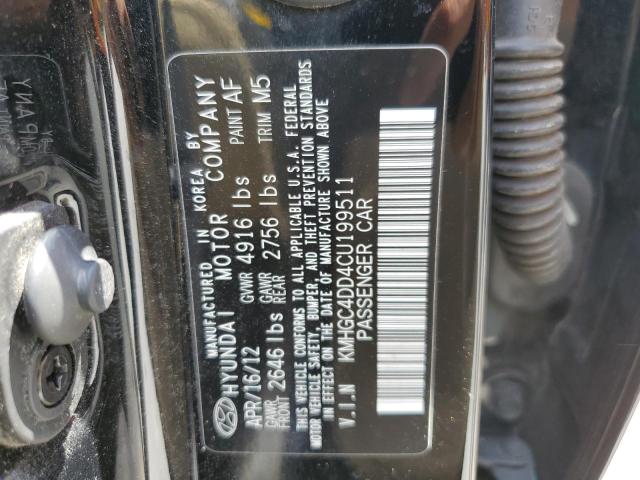 MANUFACTURED IN KOREA BY
HYUNDAI MOTOR COMPANY
APR/16/12 GVWR 4916 lbs PAINT AF
GAWR FRONT 2646 lbs GAWR REAR 2756 lbs TRIM M5
THIS VEHICLE CONFORMS TO ALL APPLICABLE U.S.A. FEDERAL
MOTOR VEHICLE SAFETY, BUMPER, AND THEFT PREVENTION STANDARDS
IN EFFECT ON THE DATE OF MANUFACTURE SHOWN ABOVE
V.I.N KMHGC4DD4CU199511
PASSENGER CAR